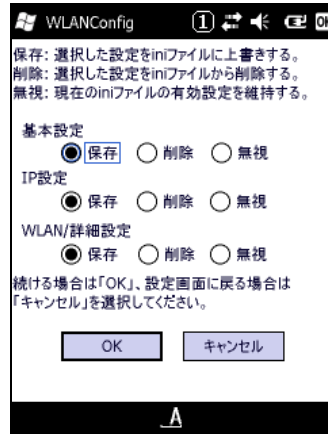 WLANConfig 1 OK
保存: 選択した設定をiniファイルに上書きする。
削除: 選択した設定をiniファイルから削除する。
無視: 現在のiniファイルの有効設定を維持する。
基本設定
保存 削除 無視
IP設定
保存 削除 無視
WLAN/詳細設定
保存 削除 無視
続ける場合は「OK」、設定画面に戻る場合は
「キャンセル」を選択してください。
OK キャンセル
A